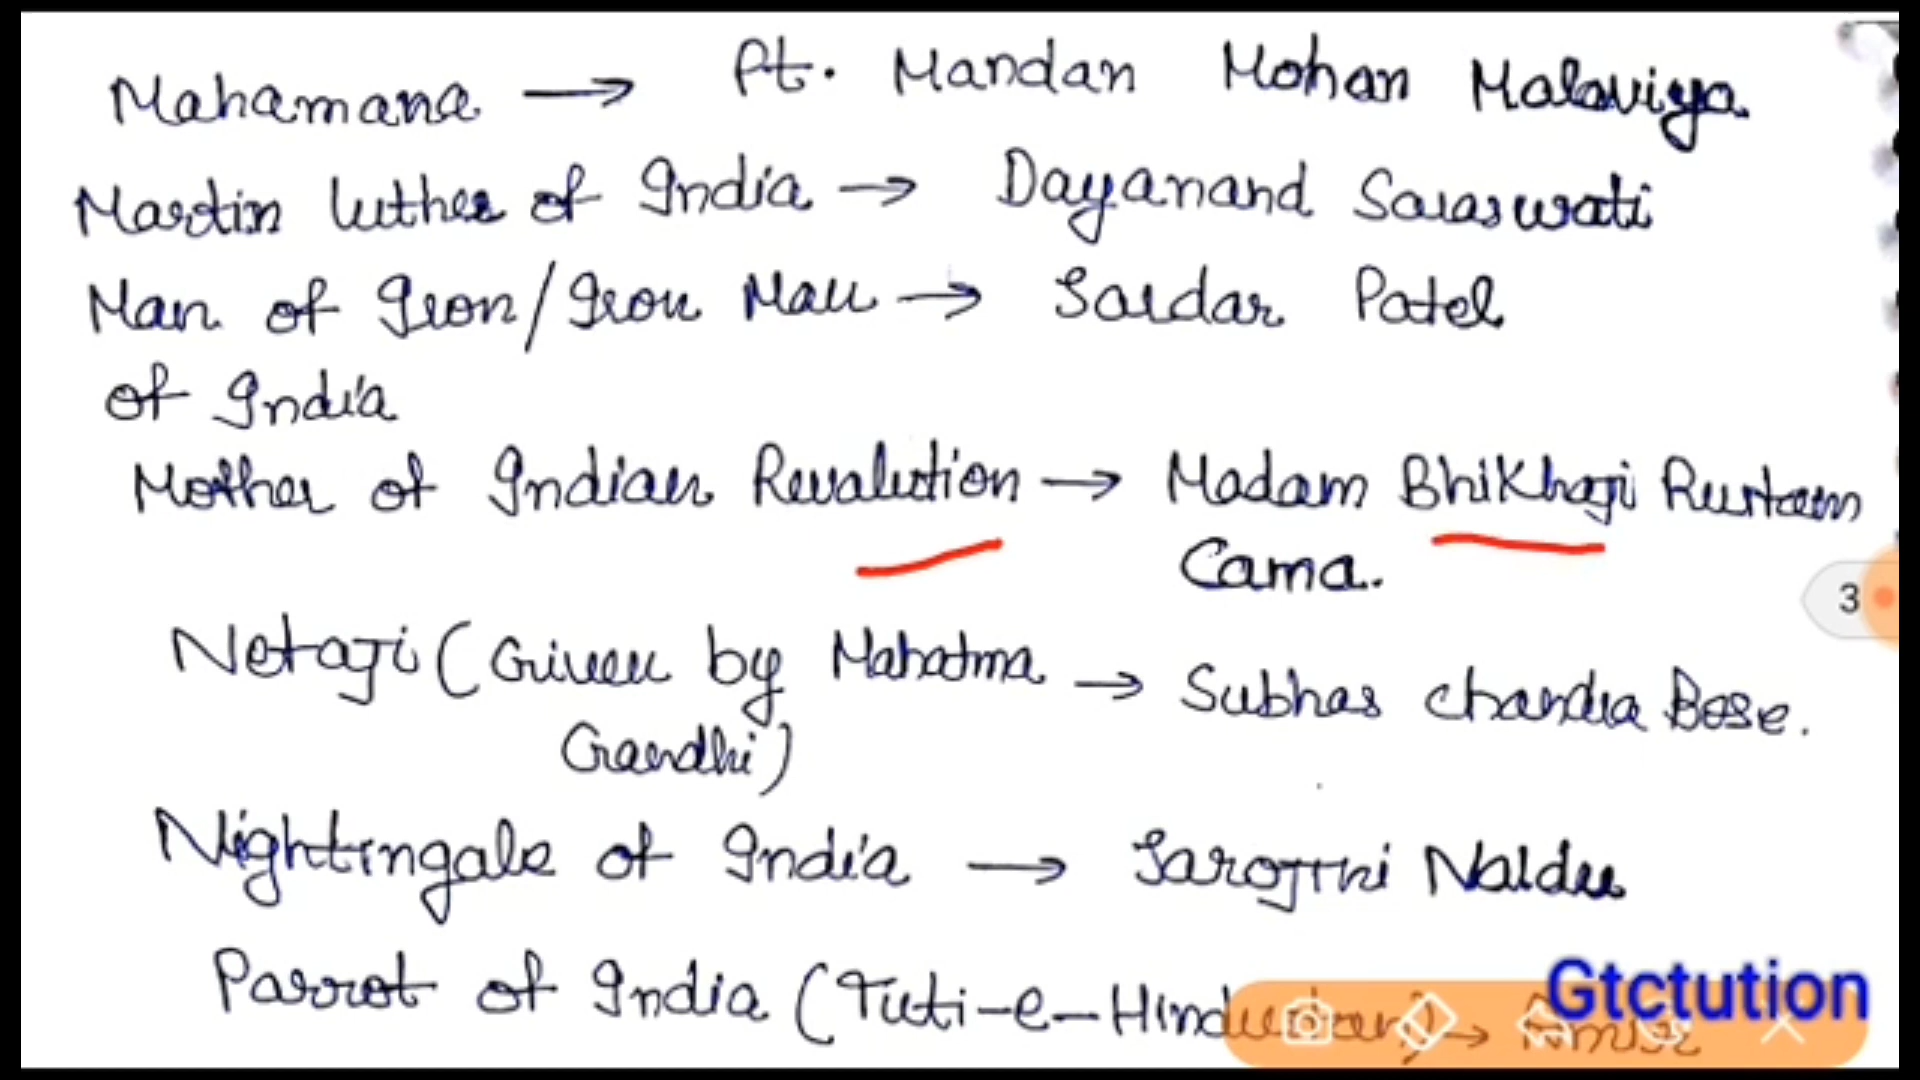 Mahamana → Pt. Mandan Mohan Malaviya
Martin luther of India → Dayanand Saraswati
Man of Iron/Iron Man → Sardar Patel
of India
Mother of Indian Revalution → Madam Bhikhaji Rustam
Cama.
3
Netaji (Given by Mahatma → Subhas chandra Bose.
Gandhi)
Nightingale of India → Sarojini Naidu
Parrot of India (Tuti-e-Hindustan) →
Gtctution